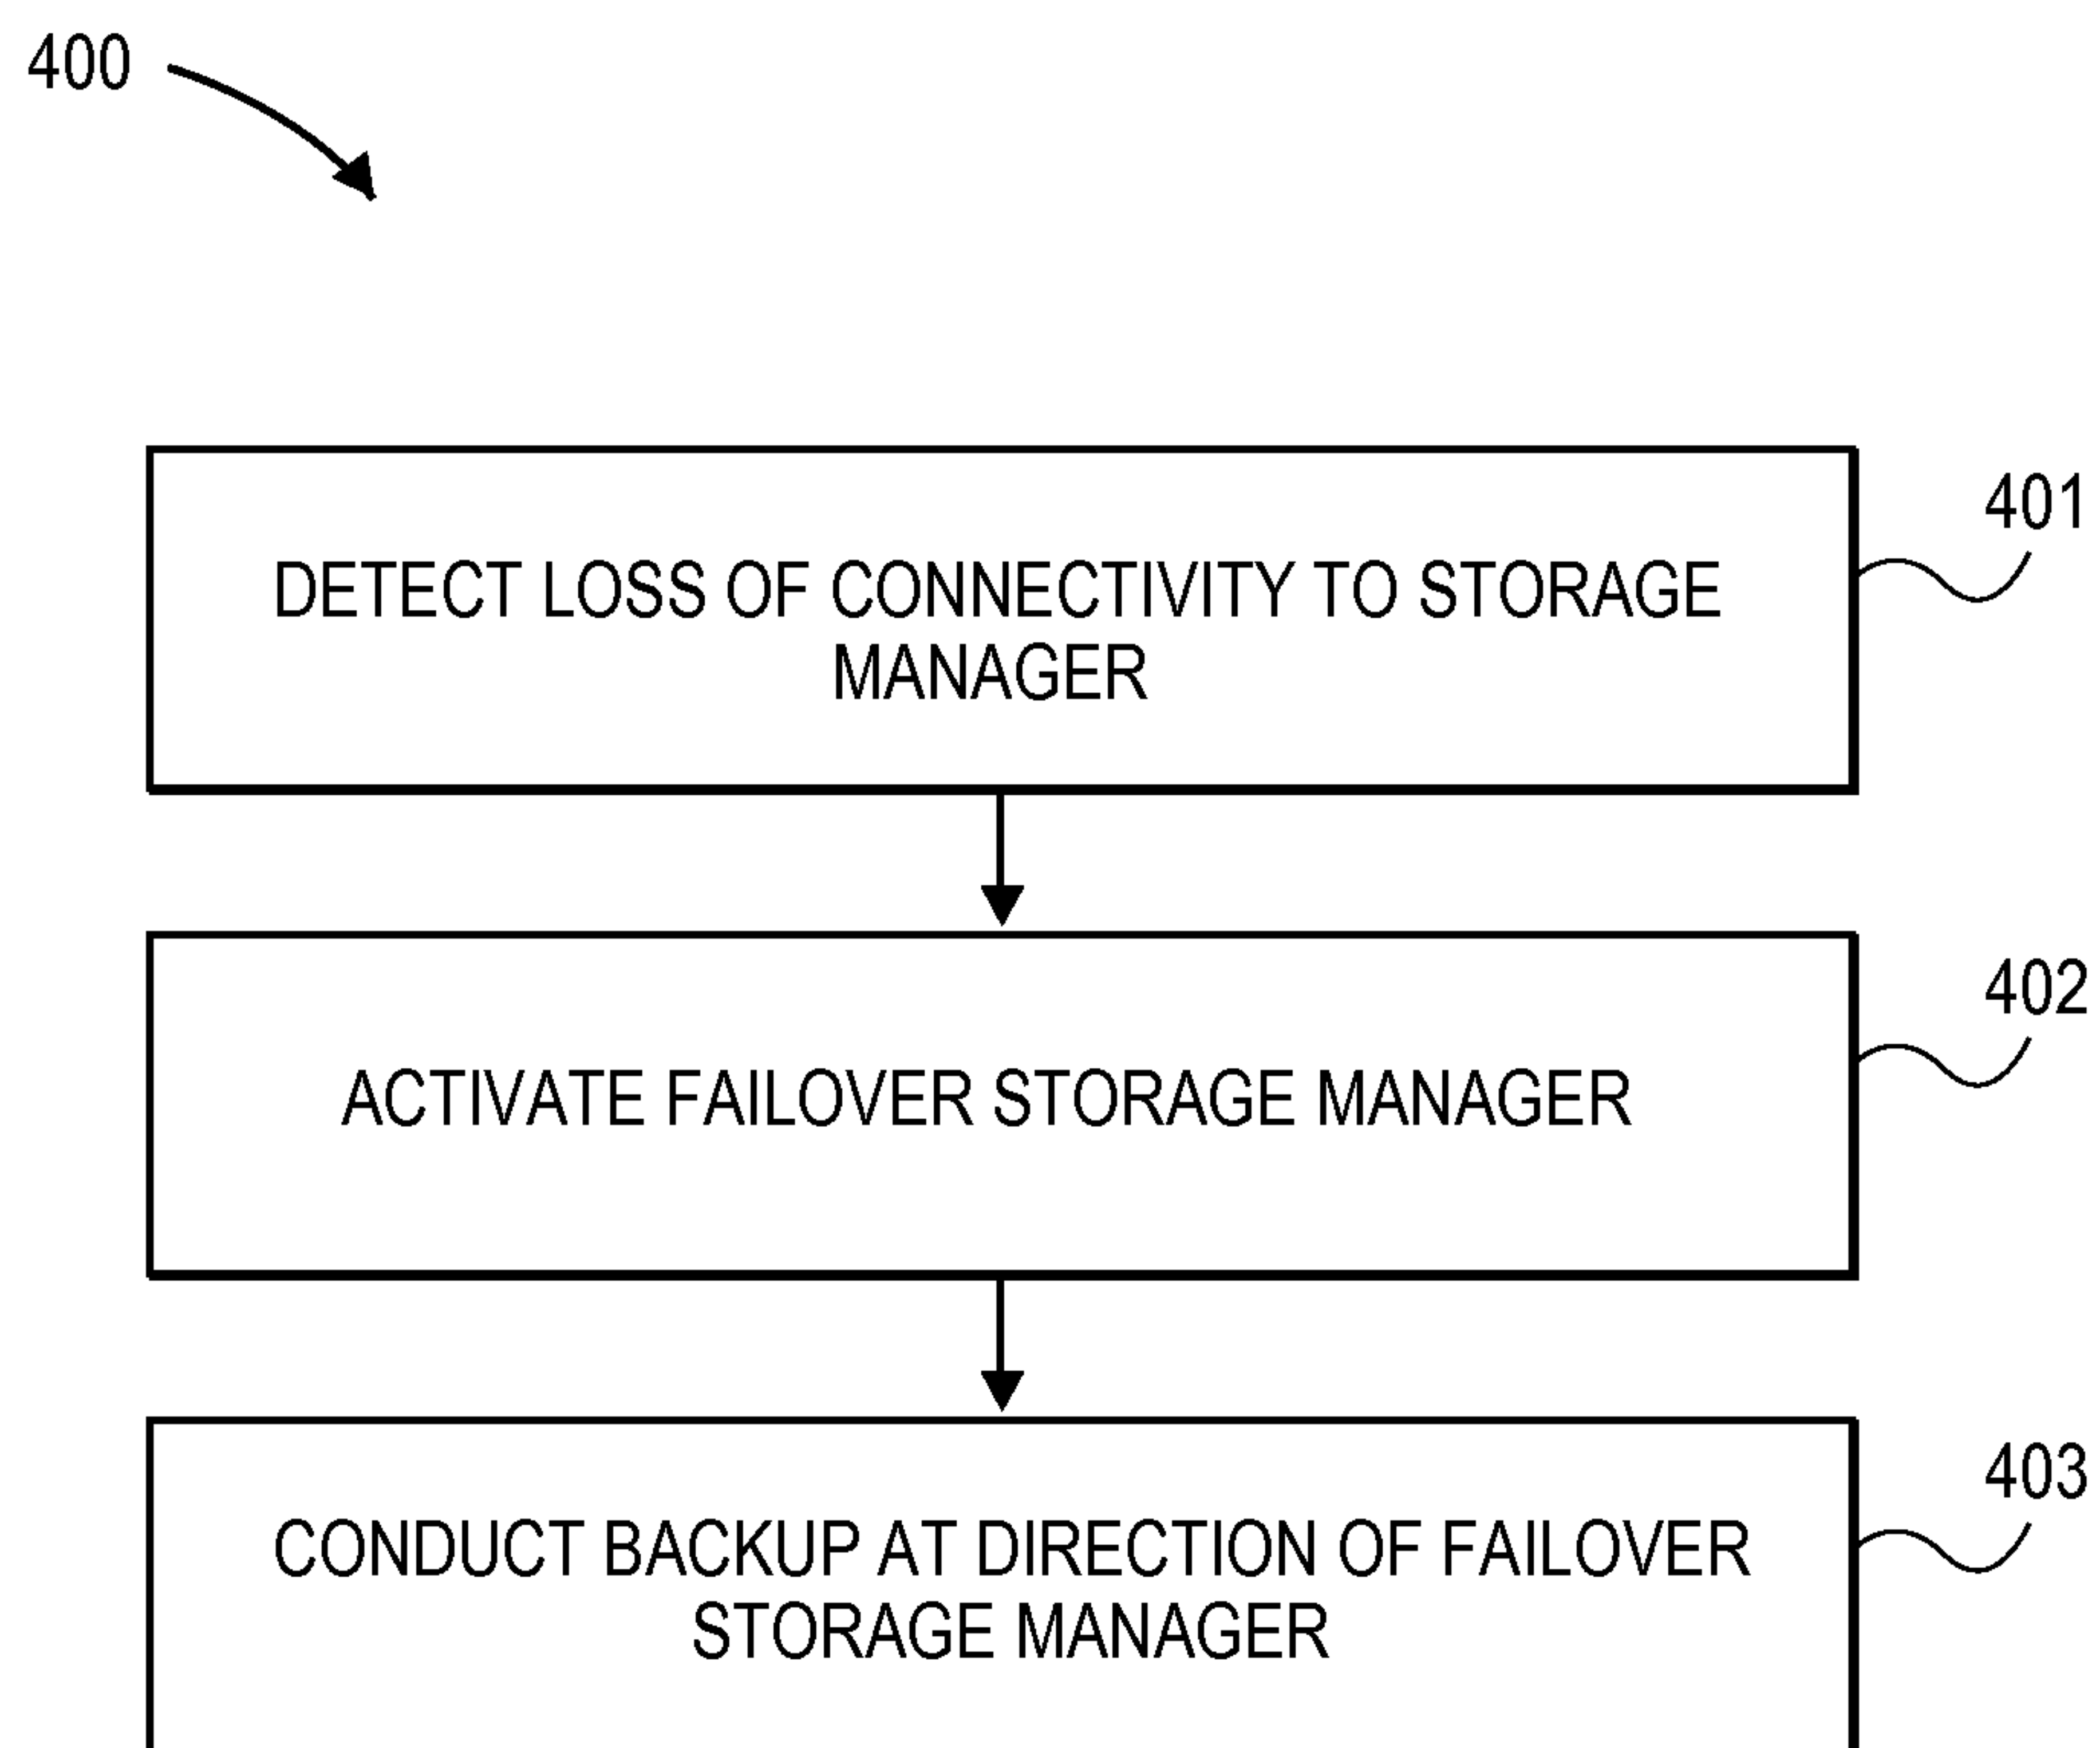 400
401
DETECT LOSS OF CONNECTIVITY TO STORAGE
MANAGER
402
ACTIVATE FAILOVER STORAGE MANAGER
403
CONDUCT BACKUP AT DIRECTION OF FAILOVER
STORAGE MANAGER